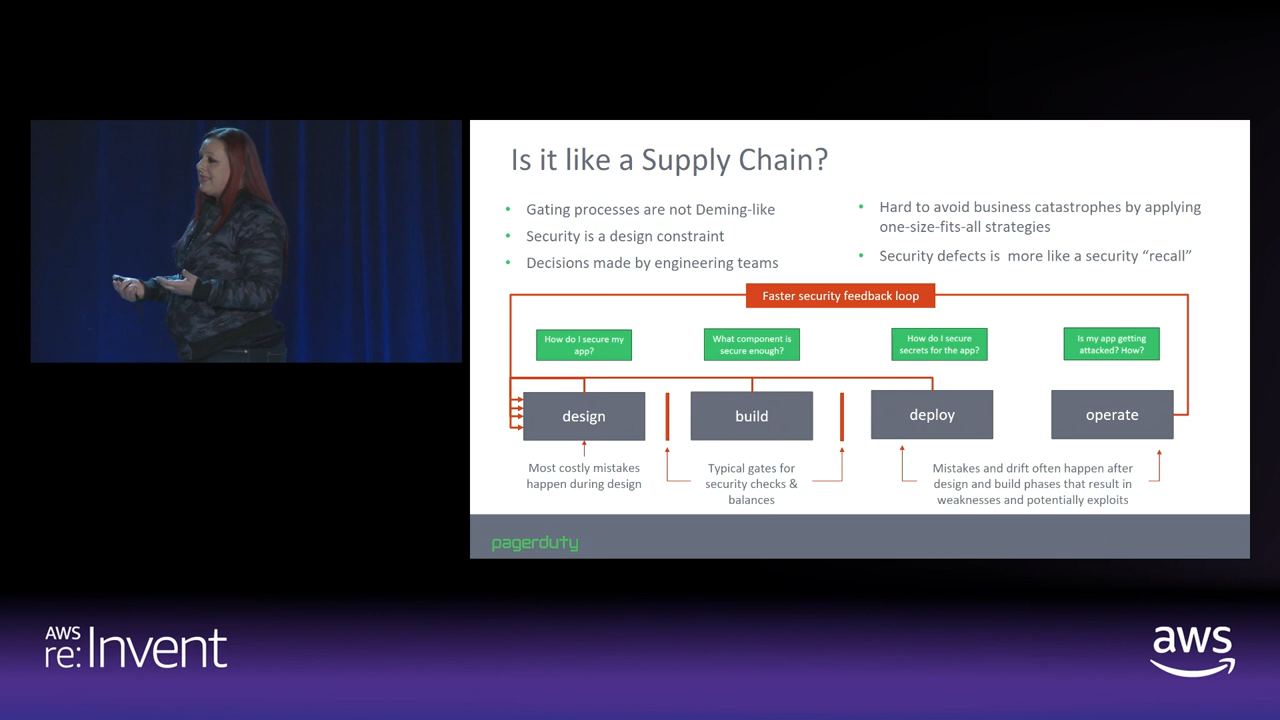 Is it like a Supply Chain?
• Gating processes are not Deming-like
• Security is a design constraint
• Decisions made by engineering teams
• Hard to avoid business catastrophes by applying
one-size-fits-all strategies
• Security defects is more like a security “recall”
Faster security feedback loop
How do I secure my
app?
What component is
secure enough?
How do I secure
secrets for the app?
Is my app getting
attacked? How?
design
build
deploy
operate
Most costly mistakes
happen during design
Typical gates for
security checks &
balances
Mistakes and drift often happen after
design and build phases that result in
weaknesses and potentially exploits
pagerduty
AWS
re:Invent
aws